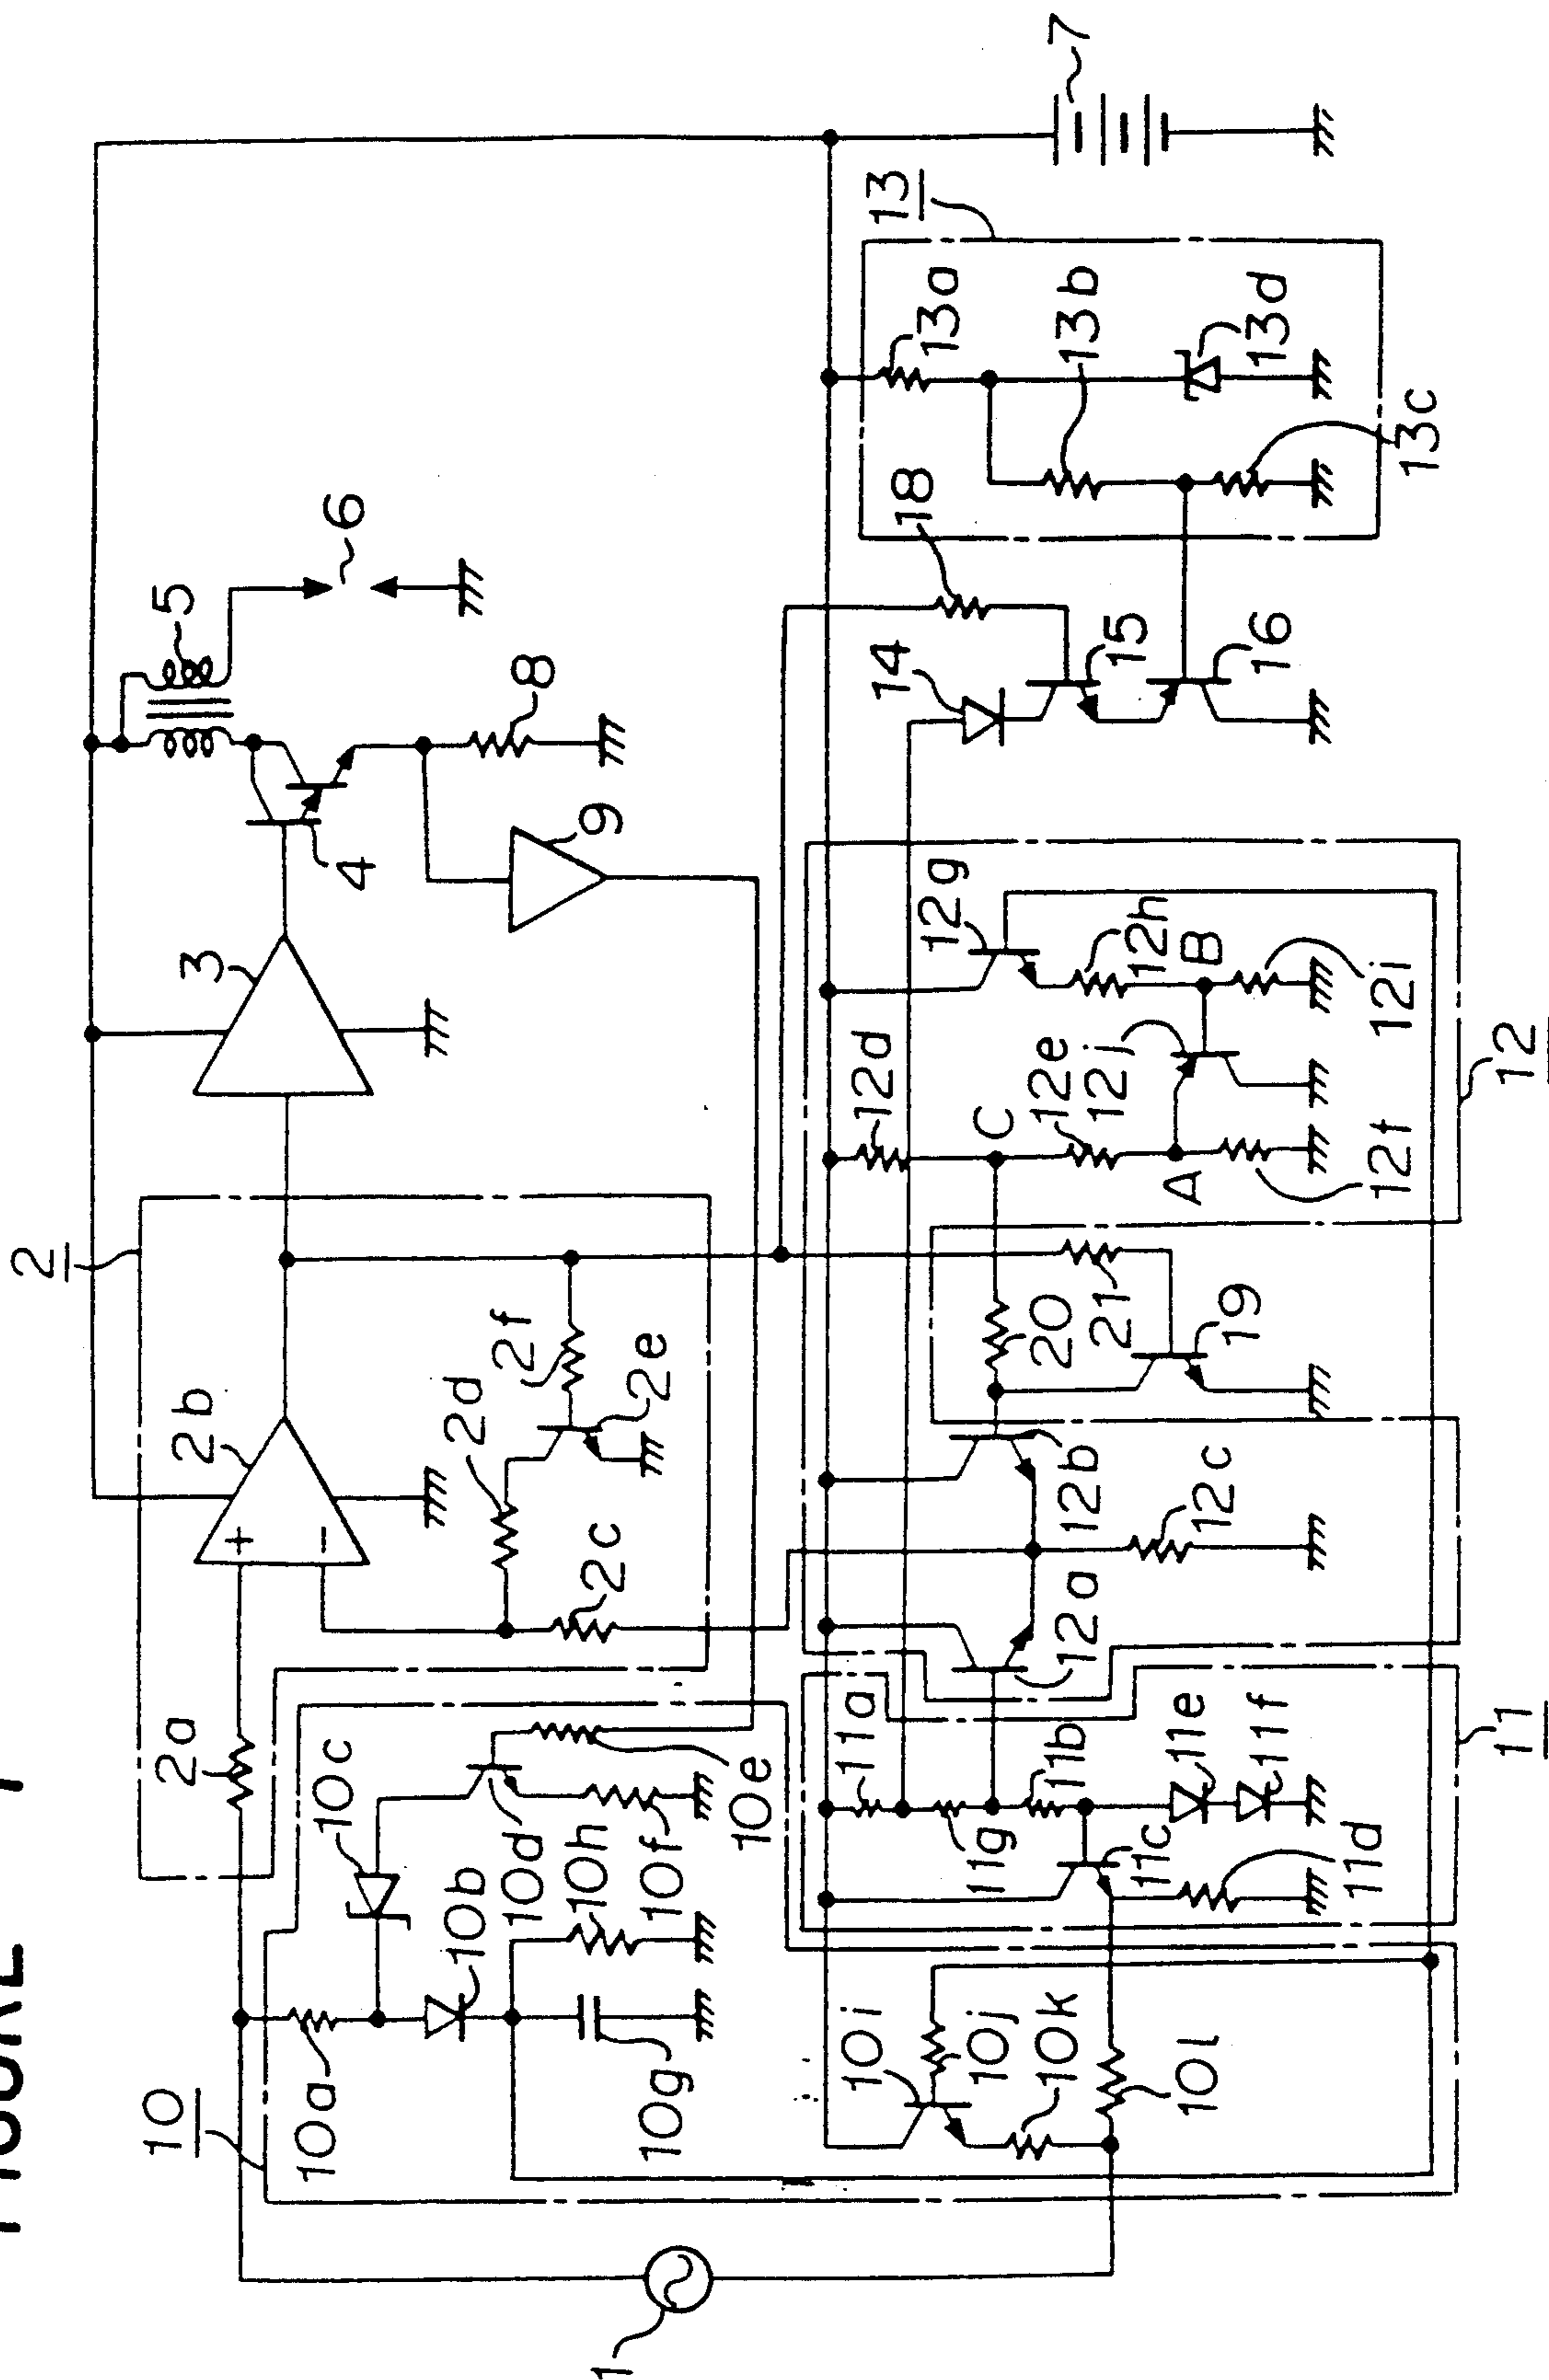 FIGURE 1
2
10
2a
2b
2c
2d
2e
2f
3
4
5
6
7
8
9
1
10a
10b
10c
10d
10e
10f
10g
10h
10i
10j
10k
10l
11
11a
11b
11c
11d
11e
11f
11g
12
12a
12b
12c
12d
12e
12f
12g
12h
12i
12j
A
B
C
13
13a
13b
13c
13d
14
15
16
18
19
20
21
+
−